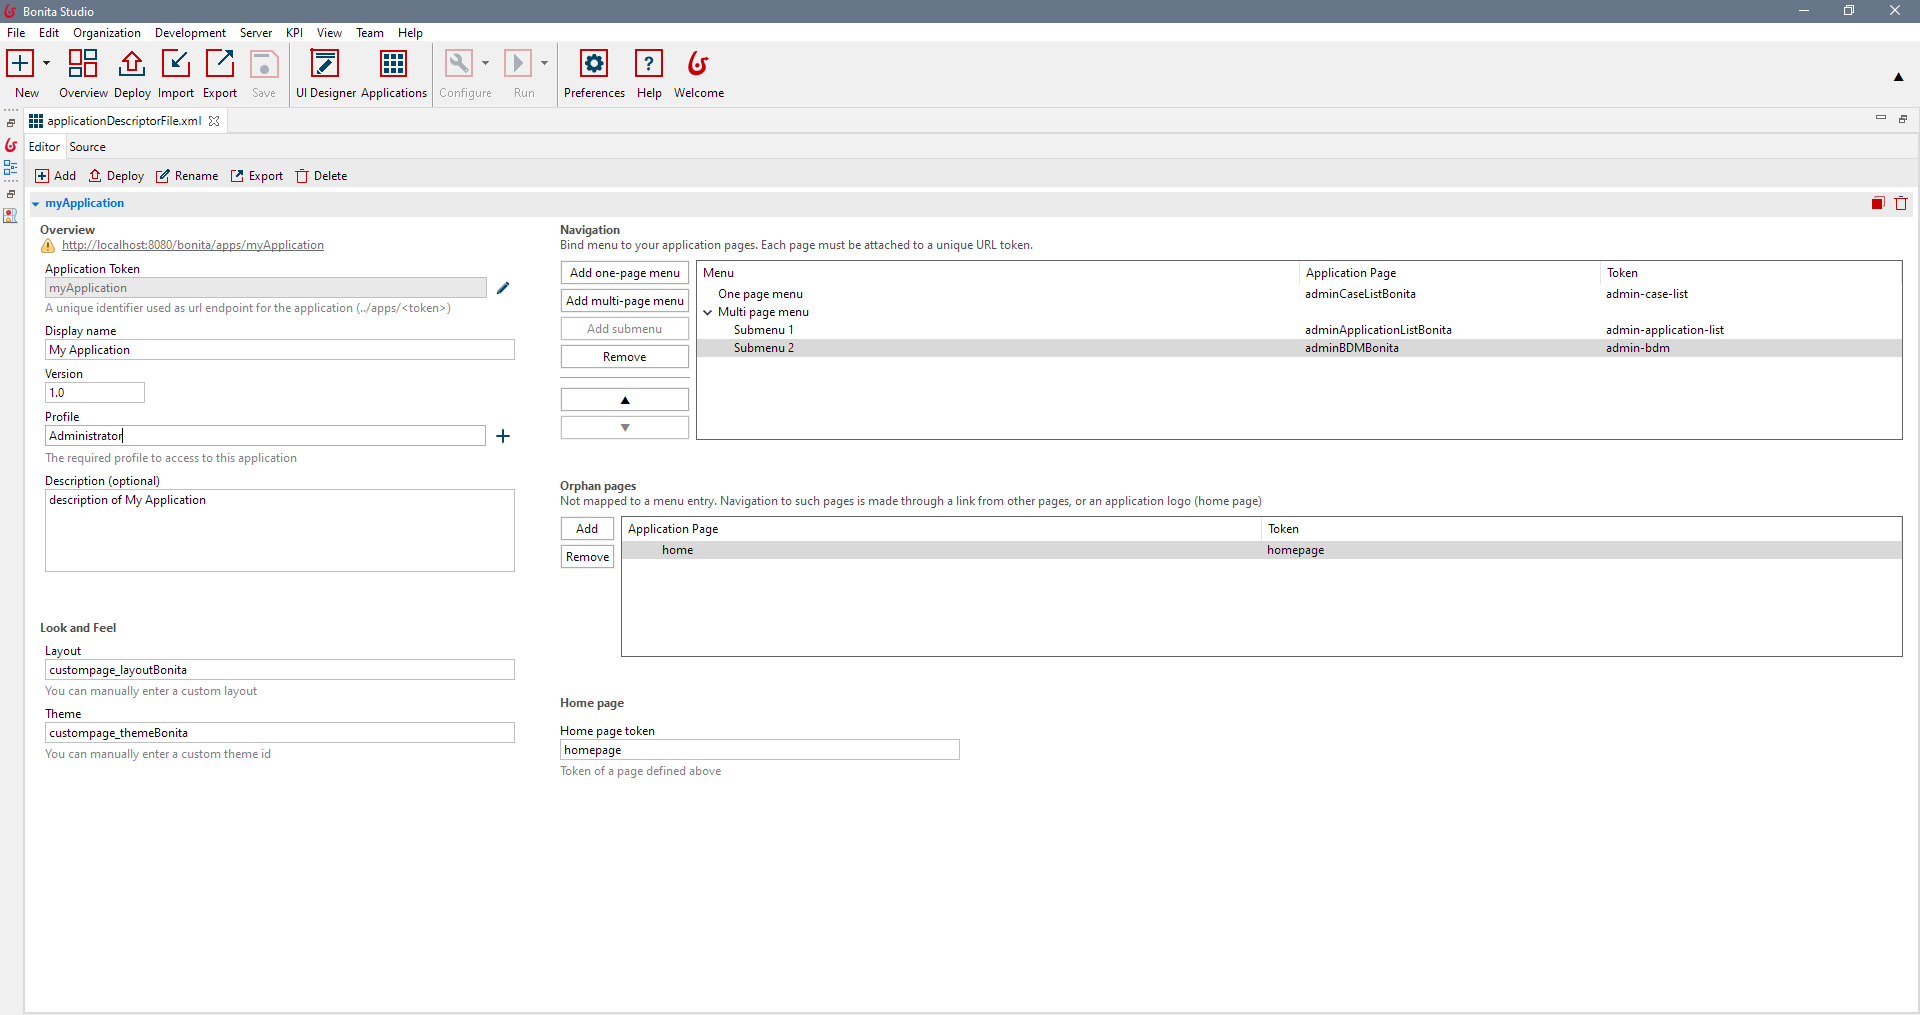 Bonita Studio
File Edit Organization Development Server KPI View Team Help
New Overview Deploy Import Export Save UI Designer Applications Configure Run Preferences Help Welcome
applicationDescriptorFile.xml
Editor Source
Add Deploy Rename Export Delete
myApplication
Overview
http://localhost:8080/bonita/apps/myApplication
Application Token
myApplication
A unique identifier used as url endpoint for the application (../apps/<token>)
Display name
My Application
Version
1.0
Profile
Administrator
The required profile to access to this application
Description (optional)
description of My Application
Look and Feel
Layout
custompage_layoutBonita
You can manually enter a custom layout
Theme
custompage_themeBonita
You can manually enter a custom theme id
Navigation
Bind menu to your application pages. Each page must be attached to a unique URL token.
Add one-page menu
Add multi-page menu
Add submenu
Remove
Menu Application Page Token
One page menu adminCaseListBonita admin-case-list
Multi page menu
Submenu 1 adminApplicationListBonita admin-application-list
Submenu 2 adminBDMBonita admin-bdm
Orphan pages
Not mapped to a menu entry. Navigation to such pages is made through a link from other pages, or an application logo (home page)
Add
Remove
Application Page Token
home homepage
Home page
Home page token
homepage
Token of a page defined above